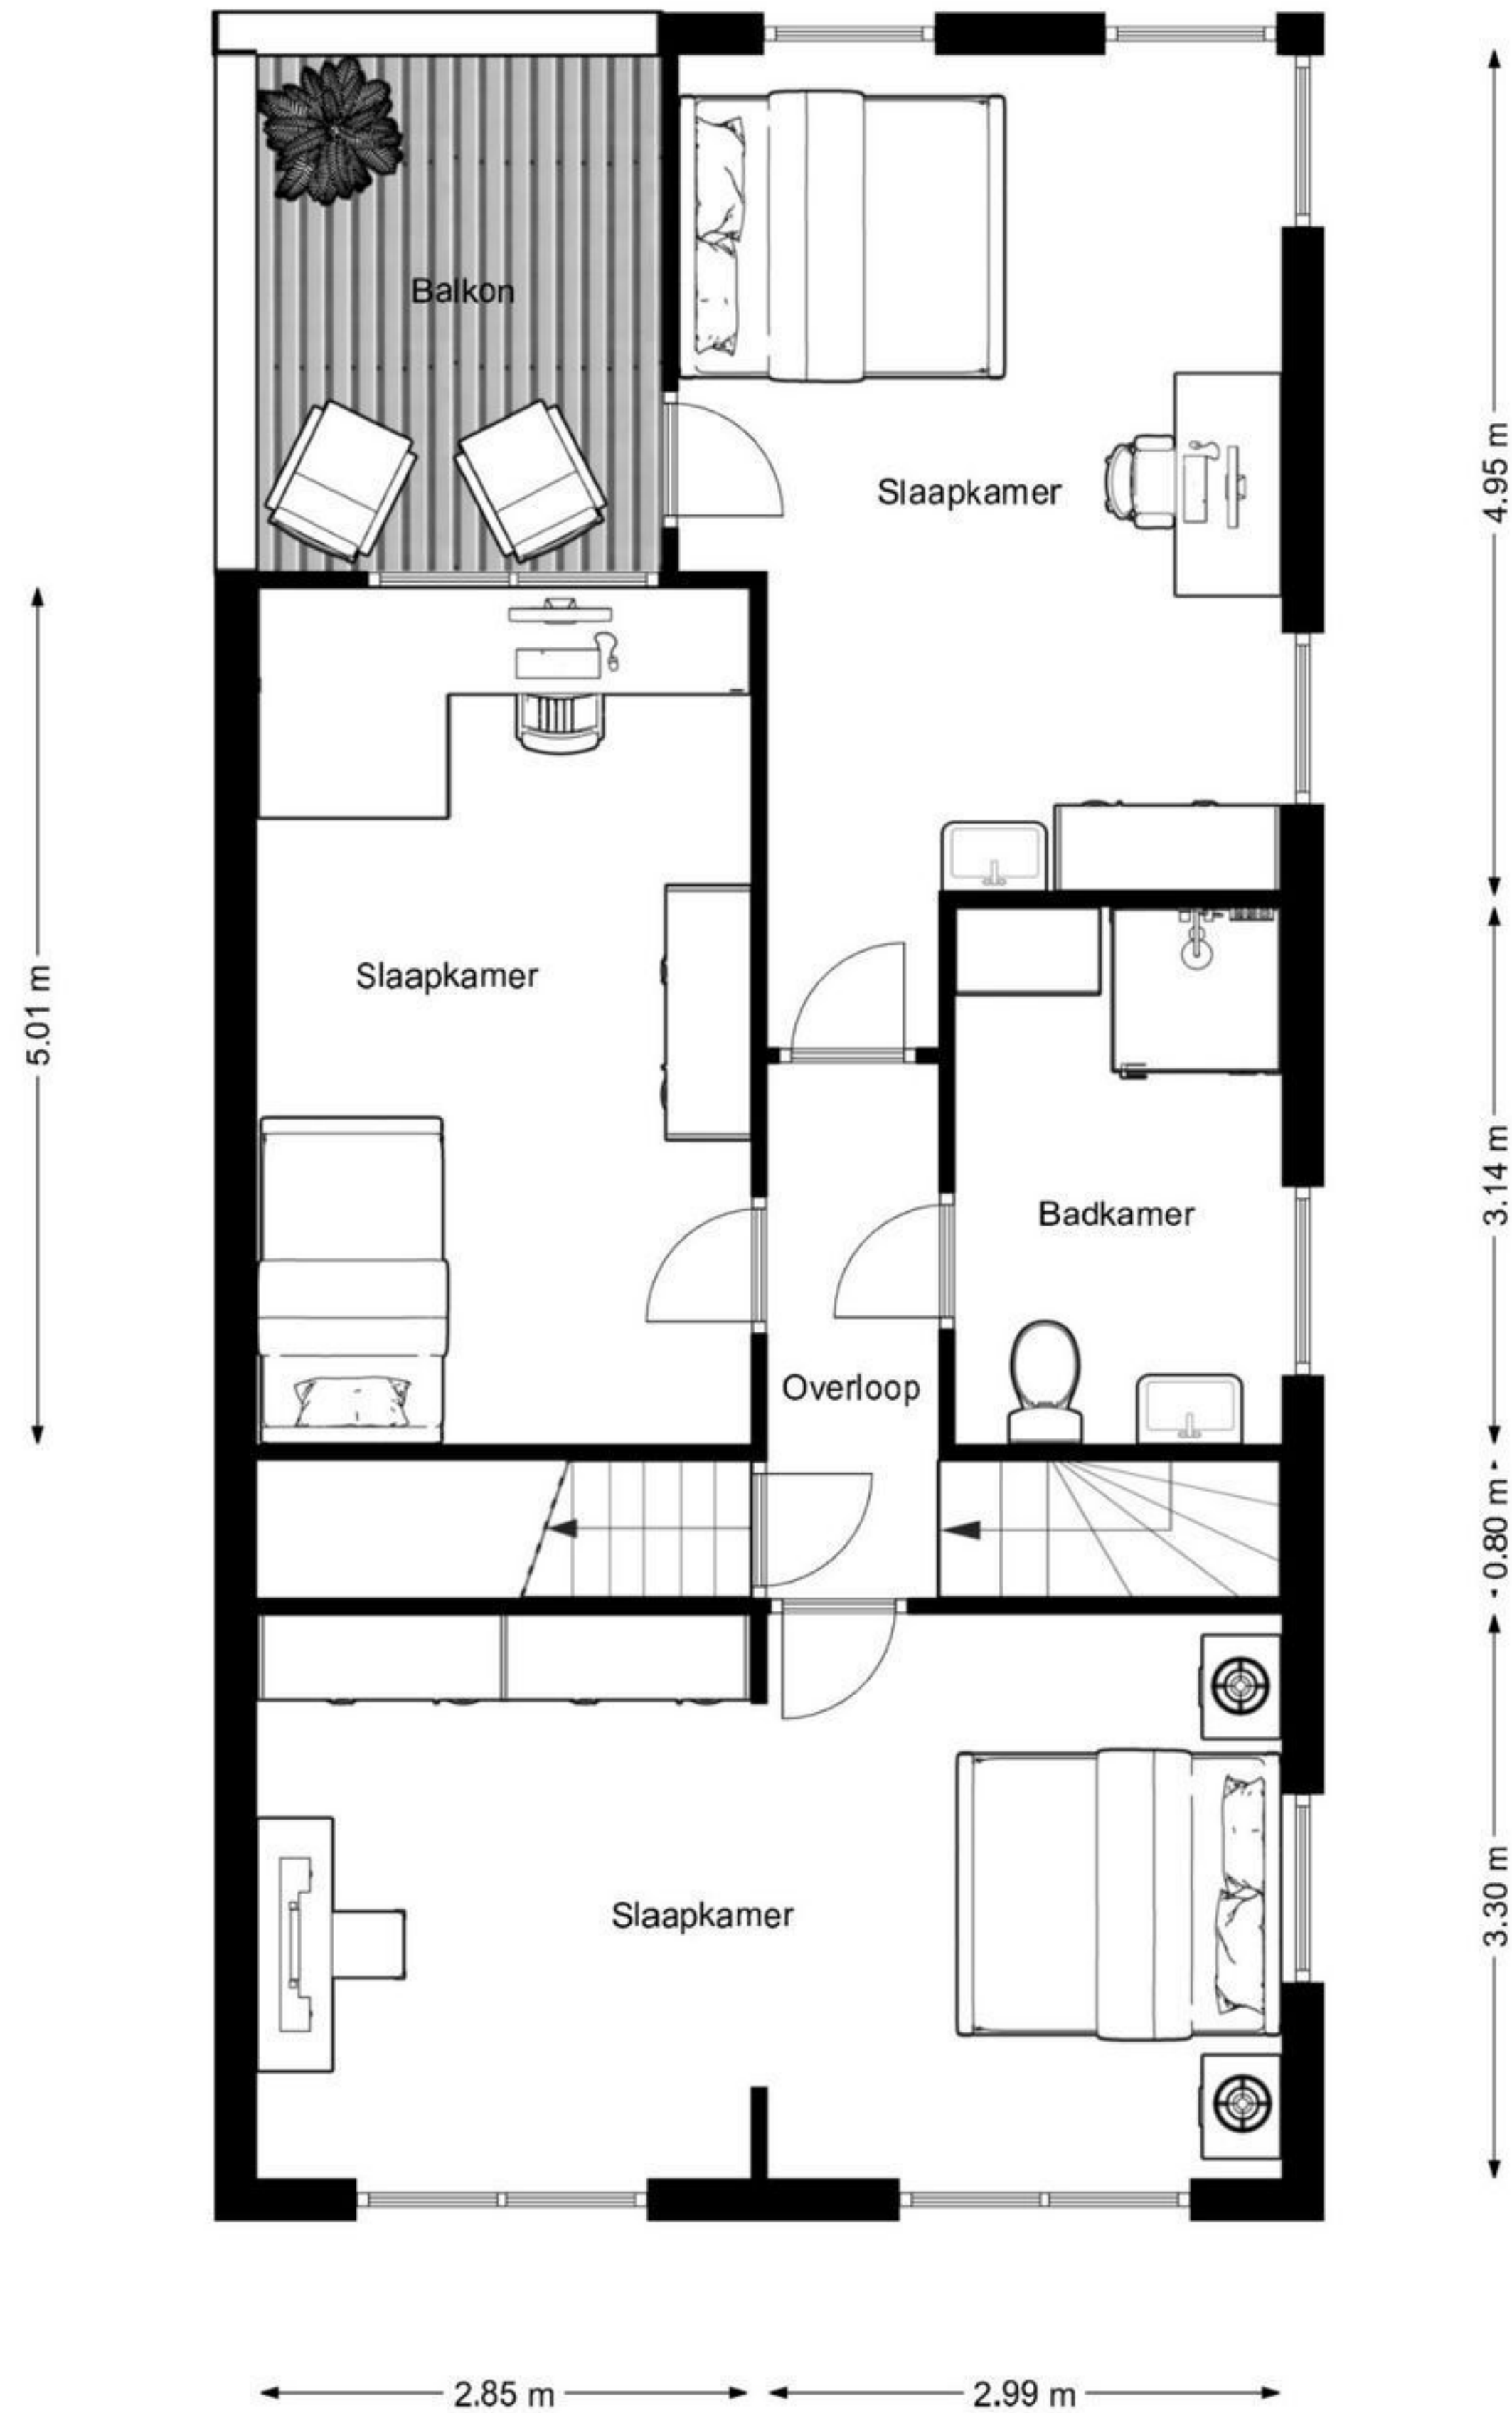 Balkon
Slaapkamer
4.95 m
Slaapkamer
5.01 m
Badkamer
3.14 m
Overloop
0.80 m
Slaapkamer
3.30 m
2.85 m
2.99 m